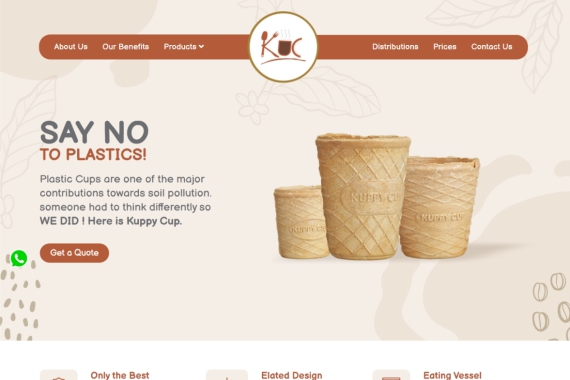 About Us Our Benefits Products KUC Distributions Prices Contact Us
SAY NO
TO PLASTICS!
Plastic Cups are one of the major
contributions towards soil pollution.
someone had to think differently so
WE DID ! Here is Kuppy Cup.
KUPPY CUP
KUPPY CUP
Get a Quote
Only the Best Elated Design Eating Vessel